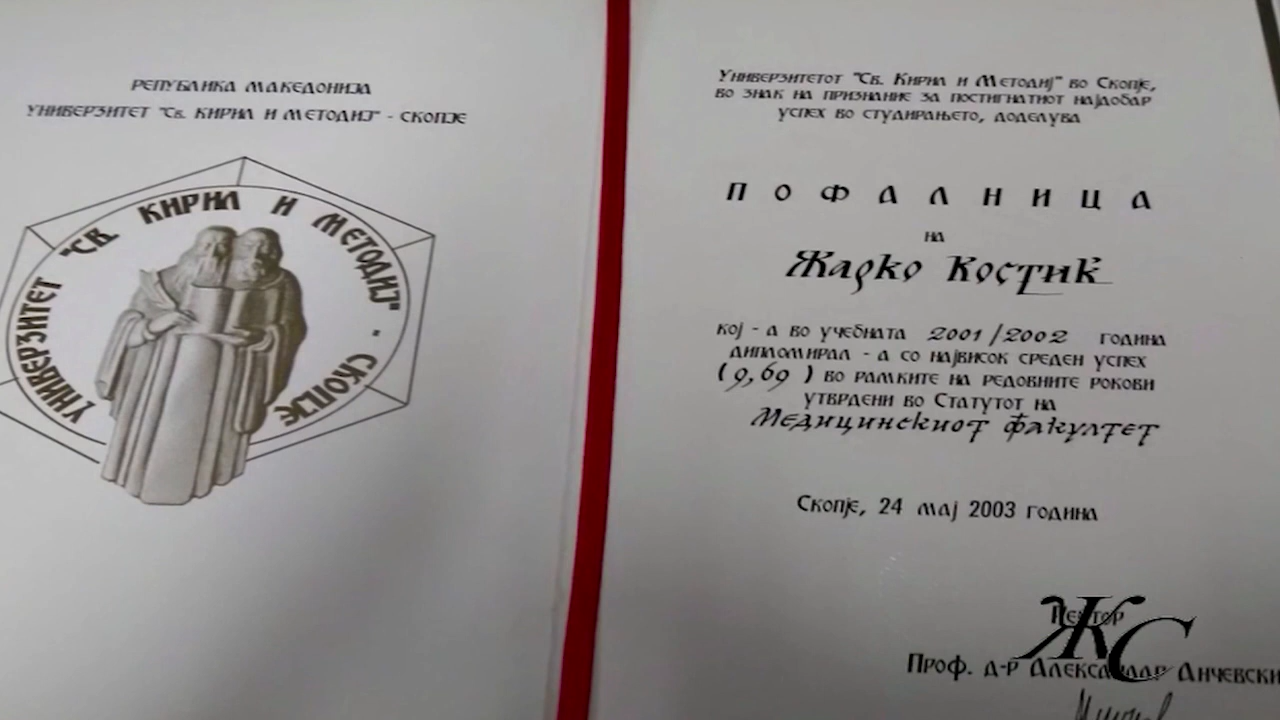 РЕПУБЛИКА МАКЕДОНИЈА
УНИВЕРЗИТЕТ "Св. КИРИЛ И МЕТОДИЈ" - СКОПЈЕ
УНИВЕРЗИТЕТ "СВ. КИРИЛ И МЕТОДИЈ" - СКОПЈЕ
Универзитетот "Св. Кирил и Методиј" во Скопје,
во знак на признание за постигнатиот најдобар
успех во студирањето, доделува
ПОФАЛНИЦА
на
Жарко Костиќ
кој - а во учебната 2001/2002 година
дипломирал - а со највисок среден успех
(9,69) во рамките на редовните рокови
утврдени во Статутот на
Медицинскиот факултет
Скопје, 24 мај 2003 година
Ректор
Проф. д-р Александар Анчевски
ЖС